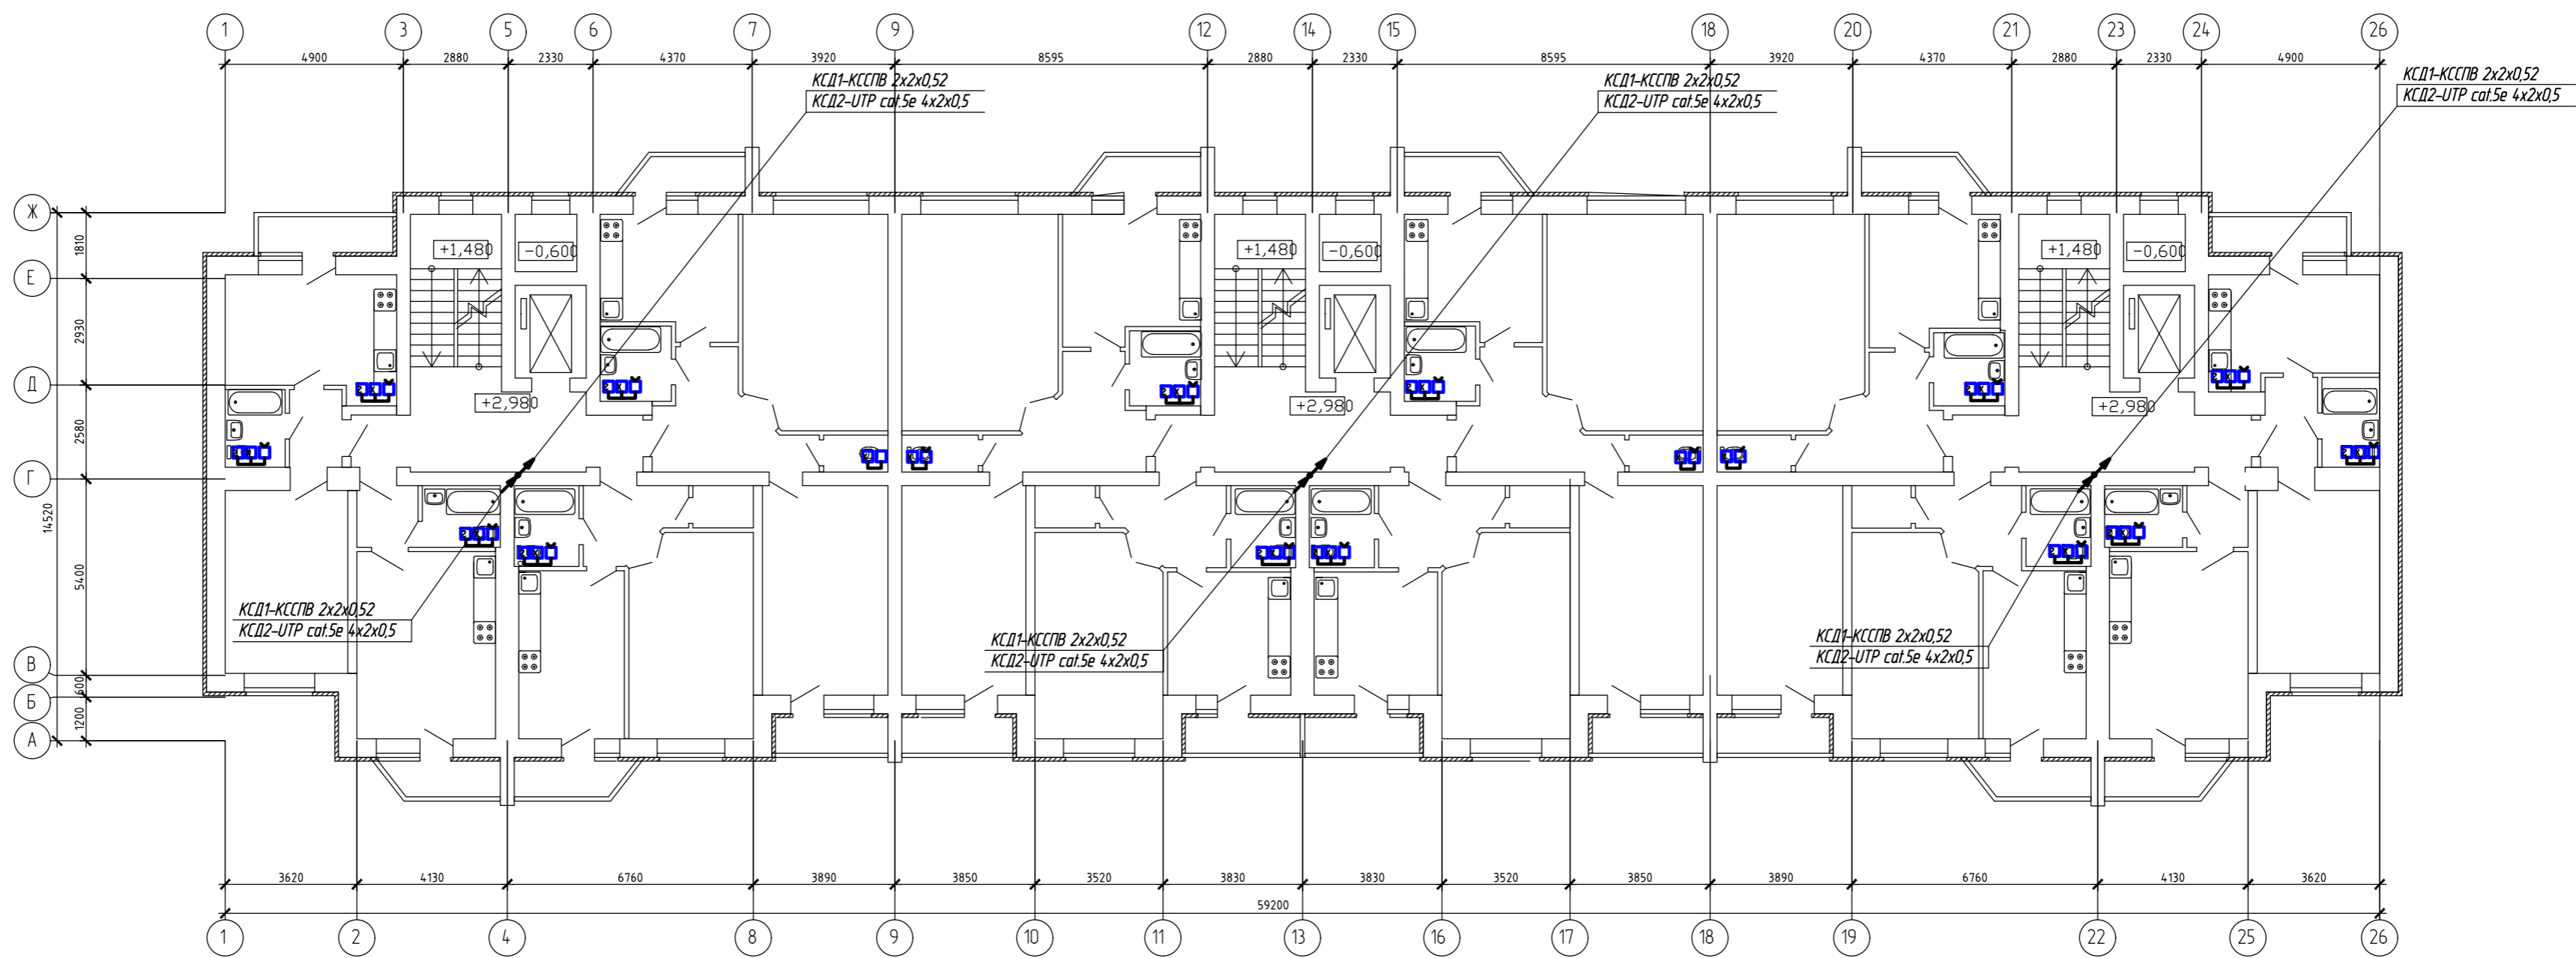 1 3 5 6 7 9 12 14 15 18 20 21 23 24 26
4900 2880 2330 4370 3920 8595 2880 2330 8595 3920 4370 2880 2330 4900
КСД1-КССПВ 2x2x0,52
КСД2-UTP cat.5e 4x2x0,5
КСД1-КССПВ 2x2x0,52
КСД2-UTP cat.5e 4x2x0,5
КСД1-КССПВ 2x2x0,52
КСД2-UTP cat.5e 4x2x0,5
Ж
1810
+1,480 -0,600 +1,480 -0,600 +1,480 -0,600
Е
2930
Д
+2,980 +2,980 +2,980
2580
Г
14520
5400
КСД1-КССПВ 2x2x0,52
КСД2-UTP cat.5e 4x2x0,5
КСД1-КССПВ 2x2x0,52
КСД2-UTP cat.5e 4x2x0,5
КСД1-КССПВ 2x2x0,52
КСД2-UTP cat.5e 4x2x0,5
В
600
Б
1200
А
3620 4130 6760 3890 3850 3520 3830 3830 3520 3850 3890 6760 4130 3620
59200
1 2 4 8 9 10 11 13 16 17 18 19 22 25 26